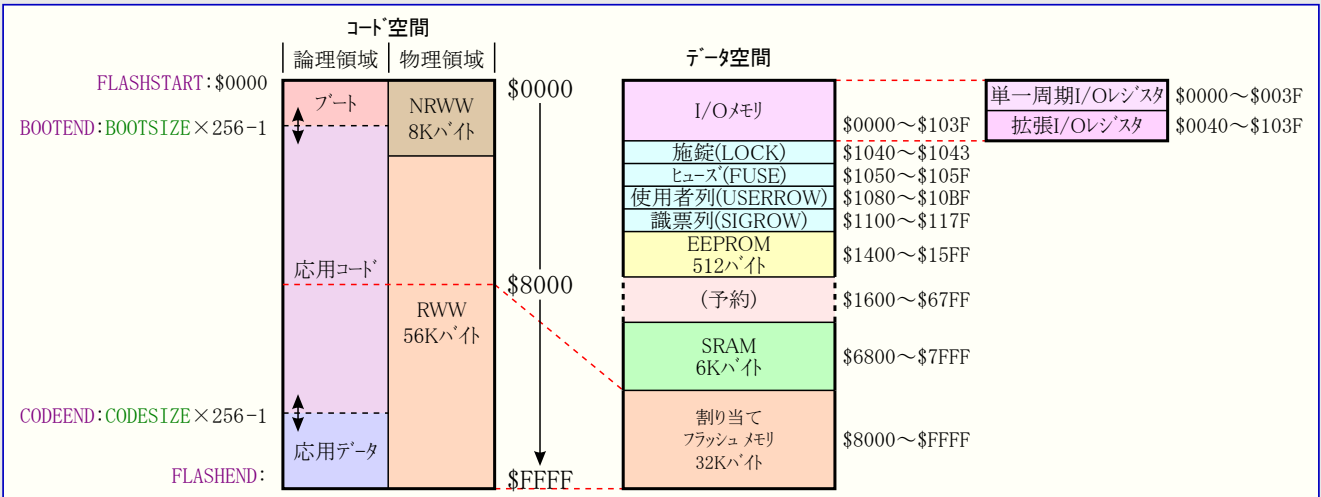 コード空間
論理領域
物理領域
FLASHSTART:$0000
ブート
BOOTEND:BOOTSIZE×256-1
NRWW
8Kバイト
応用コード
RWW
56Kバイト
CODEEND:CODESIZE×256-1
応用データ
FLASHEND:
$0000
$8000
$FFFF
データ空間
I/Oメモリ
$0000～$103F
施錠(LOCK)
$1040～$1043
ヒューズ(FUSE)
$1050～$105F
使用者列(USERROW)
$1080～$10BF
識票列(SIGROW)
$1100～$117F
EEPROM
512バイト
$1400～$15FF
(予約)
$1600～$67FF
SRAM
6Kバイト
$6800～$7FFF
割り当て
フラッシュ メモリ
32Kバイト
$8000～$FFFF
単一周期I/Oレジスタ
$0000～$003F
拡張I/Oレジスタ
$0040～$103F